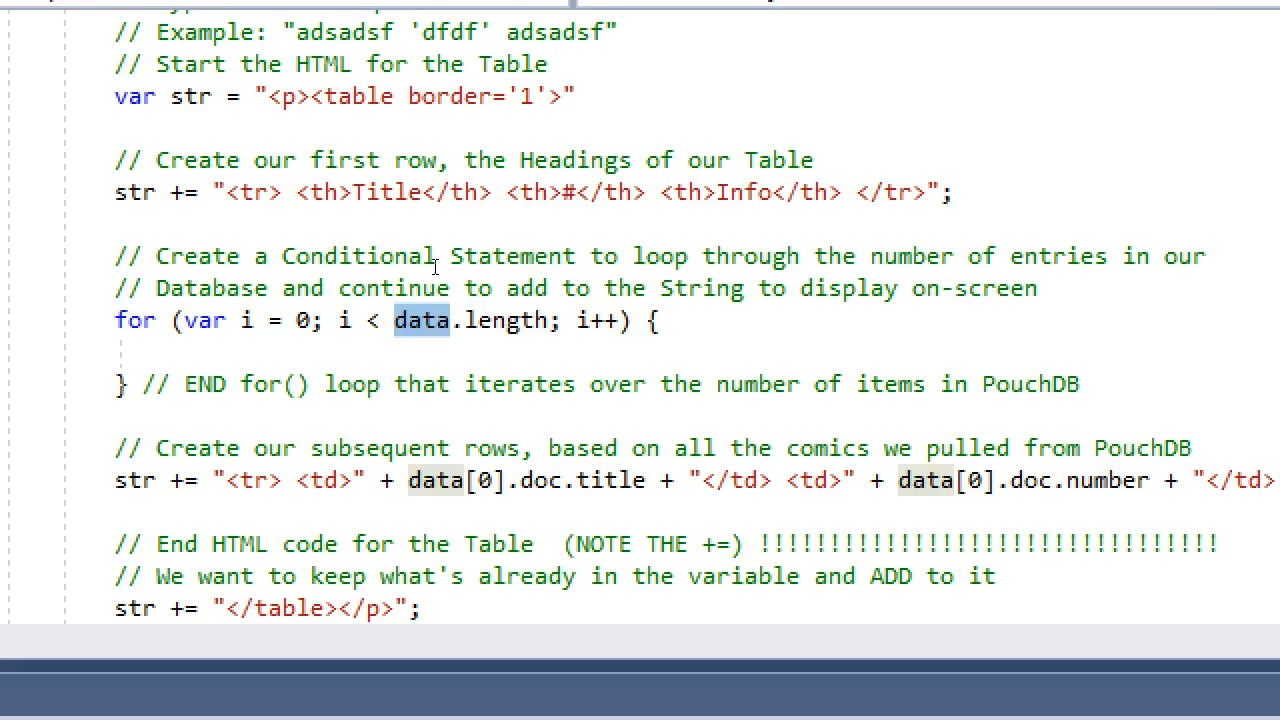 // Example: "adsadsf 'dfdf' adsadsf"
// Start the HTML for the Table
var str = "<p><table border='1'>"
// Create our first row, the Headings of our Table
str += "<tr> <th>Title</th> <th>#</th> <th>Info</th> </tr>";
// Create a Conditional Statement to loop through the number of entries in our
// Database and continue to add to the String to display on-screen
for (var i = 0; i < data.length; i++) {
} // END for() loop that iterates over the number of items in PouchDB
// Create our subsequent rows, based on all the comics we pulled from PouchDB
str += "<tr> <td>" + data[0].doc.title + "</td> <td>" + data[0].doc.number + "</td>
// End HTML code for the Table  (NOTE THE +=) !!!!!!!!!!!!!!!!!!!!!!!!!!!!!!!!!
// We want to keep what's already in the variable and ADD to it
str += "</table></p>";